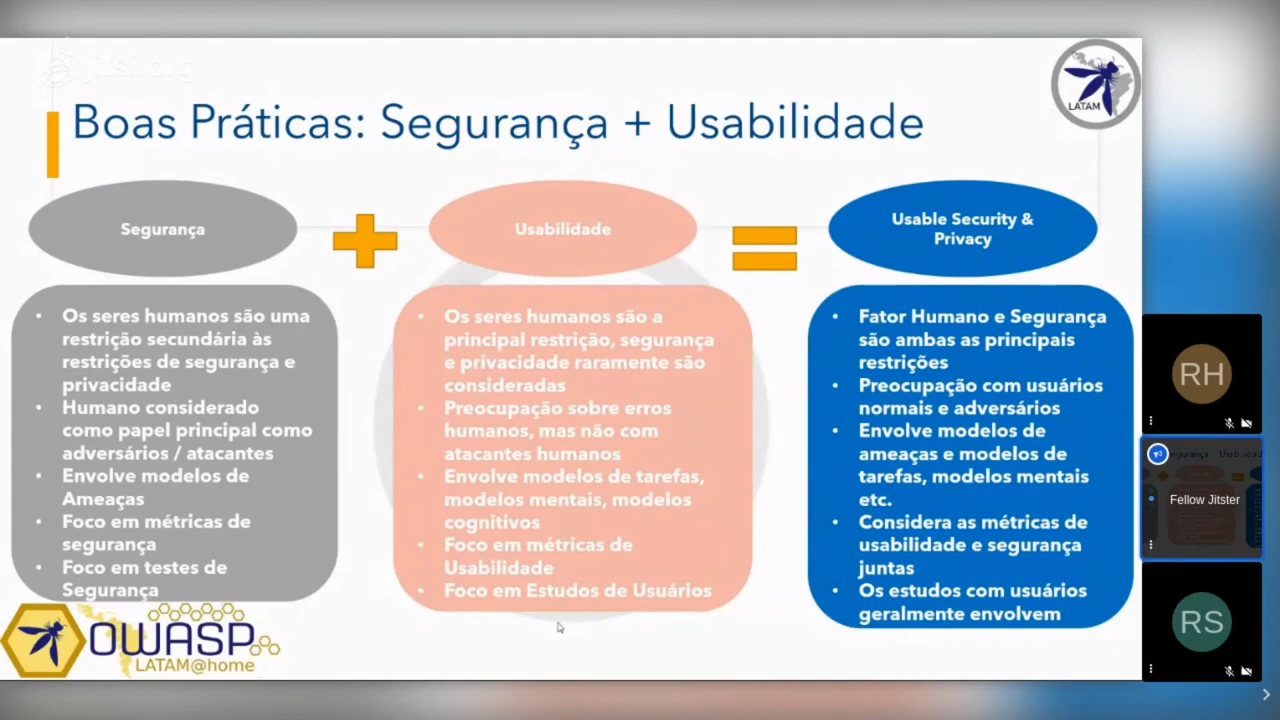 jitsi.org
LATAM
Boas Práticas: Segurança + Usabilidade
Segurança
Usabilidade
Usable Security &
Privacy
• Os seres humanos são uma
restrição secundária às
restrições de segurança e
privacidade
• Humano considerado
como papel principal como
adversários / atacantes
• Envolve modelos de
Ameaças
• Foco em métricas de
segurança
• Foco em testes de
Segurança
• Os seres humanos são a
principal restrição, segurança
e privacidade raramente são
consideradas
• Preocupação sobre erros
humanos, mas não com
atacantes humanos
• Envolve modelos de tarefas,
modelos mentais, modelos
cognitivos
• Foco em métricas de
Usabilidade
• Foco em Estudos de Usuários
• Fator Humano e Segurança
são ambas as principais
restrições
• Preocupação com usuários
normais e adversários
• Envolve modelos de
ameaças e modelos de
tarefas, modelos mentais
etc.
• Considera as métricas de
usabilidade e segurança
juntas
• Os estudos com usuários
geralmente envolvem
OWASP
LATAM@home
RH
Fellow Jitster
RS